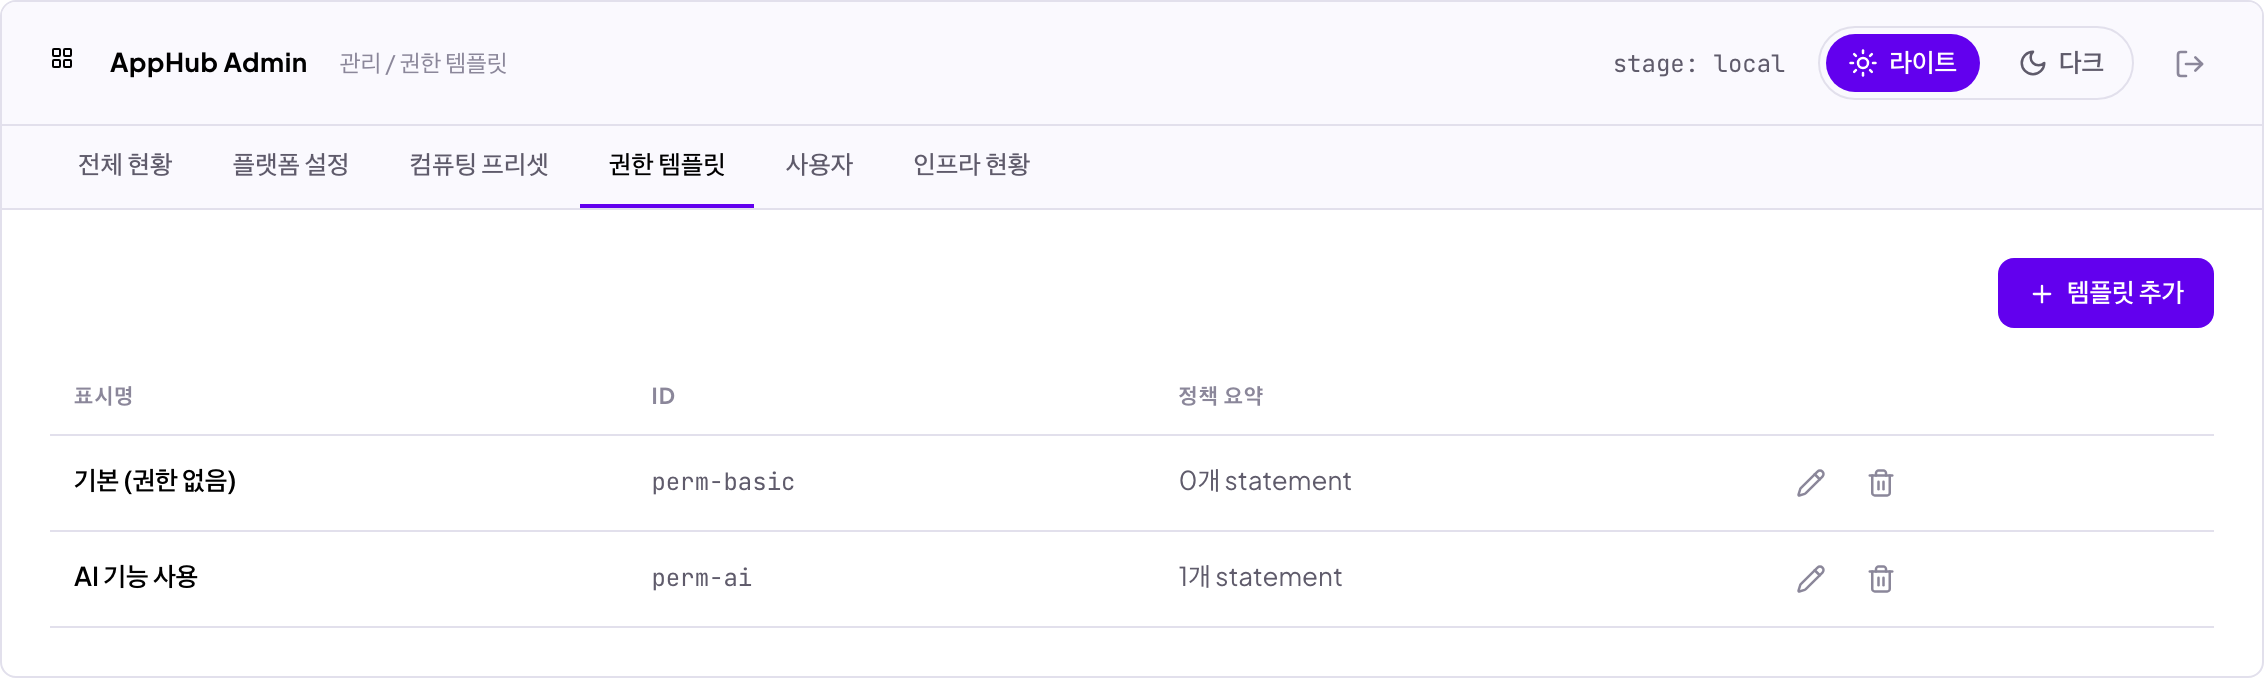 AppHub Admin 관리 / 권한 템플릿 stage: local 라이트 다크
전체 현황 플랫폼 설정 컴퓨팅 프리셋 권한 템플릿 사용자 인프라 현황
+ 템플릿 추가
표시명 ID 정책 요약
기본 (권한 없음) perm-basic 0개 statement
AI 기능 사용 perm-ai 1개 statement